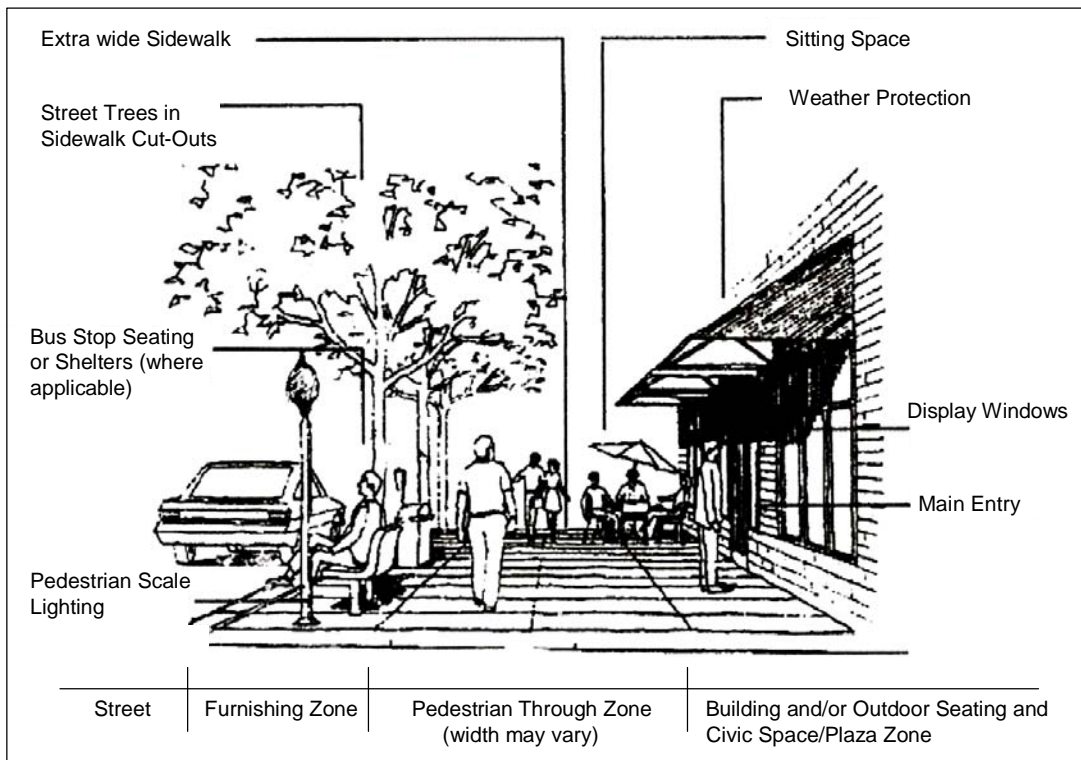 Extra wide Sidewalk
Sitting Space
Street Trees in
Sidewalk Cut-Outs
Weather Protection
Bus Stop Seating
or Shelters (where
applicable)
Display Windows
Main Entry
Pedestrian Scale
Lighting
Street
Furnishing Zone
Pedestrian Through Zone
(width may vary)
Building and/or Outdoor Seating and
Civic Space/Plaza Zone